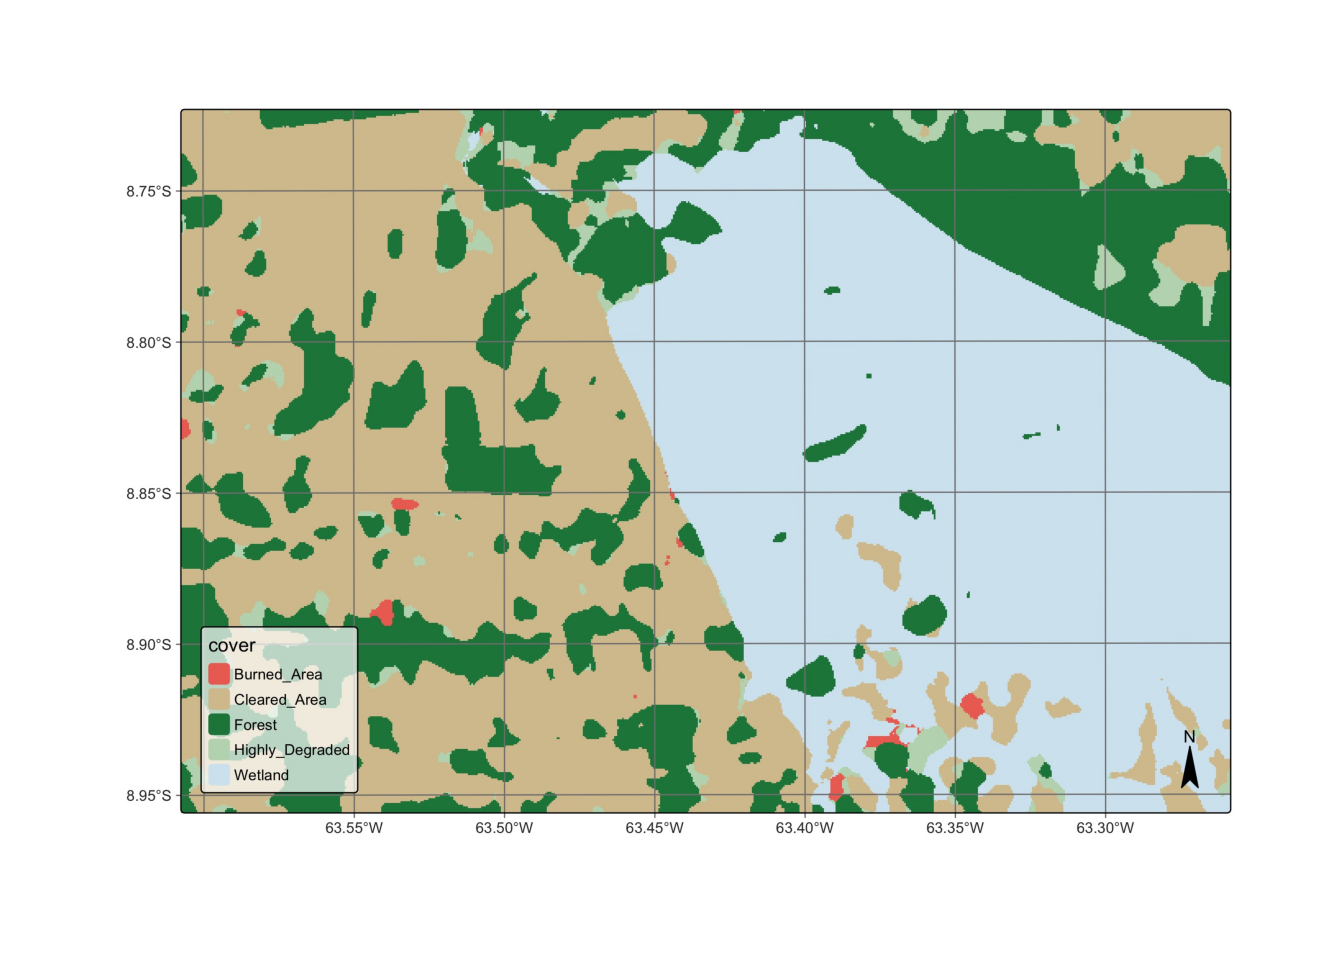 8.75°S
8.80°S
8.85°S
8.90°S
8.95°S
cover
Burned_Area
Cleared_Area
Forest
Highly_Degraded
Wetland
N
63.55°W 63.50°W 63.45°W 63.40°W 63.35°W 63.30°W